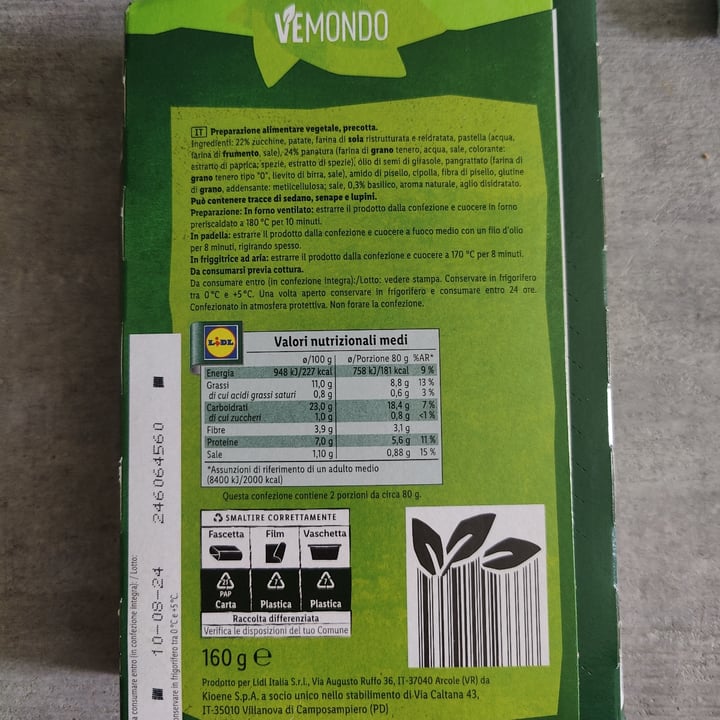 VEMONDO
IT Preparazione alimentare vegetale, precotta.
Ingredienti: 22% zucchine, patate, farina di soia ristrutturata e reidratata, pastella (acqua,
farina di frumento, sale), 24% panatura (farina di grano tenero, acqua, sale, colorante:
estratto di paprica; spezie, estratto di spezie), olio di semi di girasole, pangrattato (farina di
grano tenero tipo "0", lievito di birra, sale), amido di pisello, cipolla, fibra di pisello, glutine
di grano, addensante: metilcellulosa; sale, 0,3% basilico, aroma naturale, aglio disidratato.
Può contenere tracce di sedano, senape e lupini.
Preparazione: In forno ventilato: estrarre il prodotto dalla confezione e cuocere in forno
preriscaldato a 180 °C per 10 minuti.
In padella: estrarre il prodotto dalla confezione e cuocere a fuoco medio con un filo d'olio
per 8 minuti, rigirando spesso.
In friggitrice ad aria: estrarre il prodotto dalla confezione e cuocere a 170 °C per 8 minuti.
Da consumarsi previa cottura.
Da consumare entro (in confezione integra):/Lotto: vedere stampa. Conservare in frigorifero
tra 0 °C e +5 °C. Una volta aperto conservare in frigorifero e consumare entro 24 ore.
Confezionato in atmosfera protettiva. Non forare la confezione.
LIDL
Valori nutrizionali medi
ø/100 g ø/Porzione 80 g %AR*
Energia 948 kJ/227 kcal 758 kJ/181 kcal 9 %
Grassi 11,0 g 8,8 g 13 %
di cui acidi grassi saturi 0,8 g 0,6 g 3 %
Carboidrati 23,0 g 18,4 g 7 %
di cui zuccheri 1,0 g 0,8 g <1 %
Fibre 3,9 g 3,1 g
Proteine 7,0 g 5,6 g 11 %
Sale 1,10 g 0,88 g 15 %
*Assunzioni di riferimento di un adulto medio
(8400 kJ/2000 kcal)
Questa confezione contiene 2 porzioni da circa 80 g.
SMALTIRE CORRETTAMENTE
Fascetta Film Vaschetta
PAP
Carta Plastica Plastica
Raccolta differenziata
Verifica le disposizioni del tuo Comune
160 g e
Prodotto per Lidl Italia S.r.l., Via Augusto Ruffo 36, IT-37040 Arcole (VR) da
Kioene S.p.A. a socio unico nello stabilimento di Via Caltana 43,
IT-35010 Villanova di Camposampiero (PD)
a consumare entro (in confezione integra): / Lotto:
10-08-24 246064560
onservare in frigorifero tra 0 °C e +5 °C.